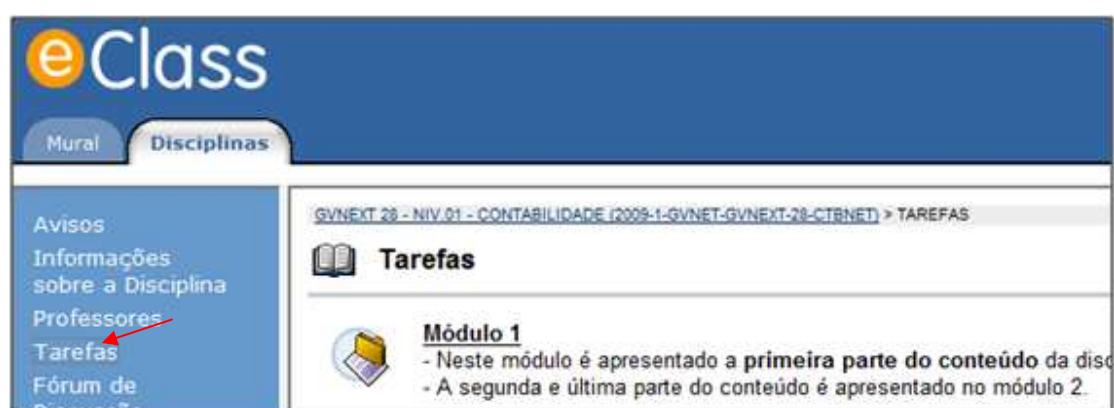 eClass
Mural
Disciplinas
Avisos
Informações
sobre a Disciplina
Professores
Tarefas
Fórum de
GVNEXT 28 - NIV.01 - CONTABILIDADE (2009-1-GVNET-GVNEXT-28-CTBNET) > TAREFAS
Tarefas
Módulo 1
- Neste módulo é apresentado a primeira parte do conteúdo da disc
- A segunda e última parte do conteúdo é apresentado no módulo 2.